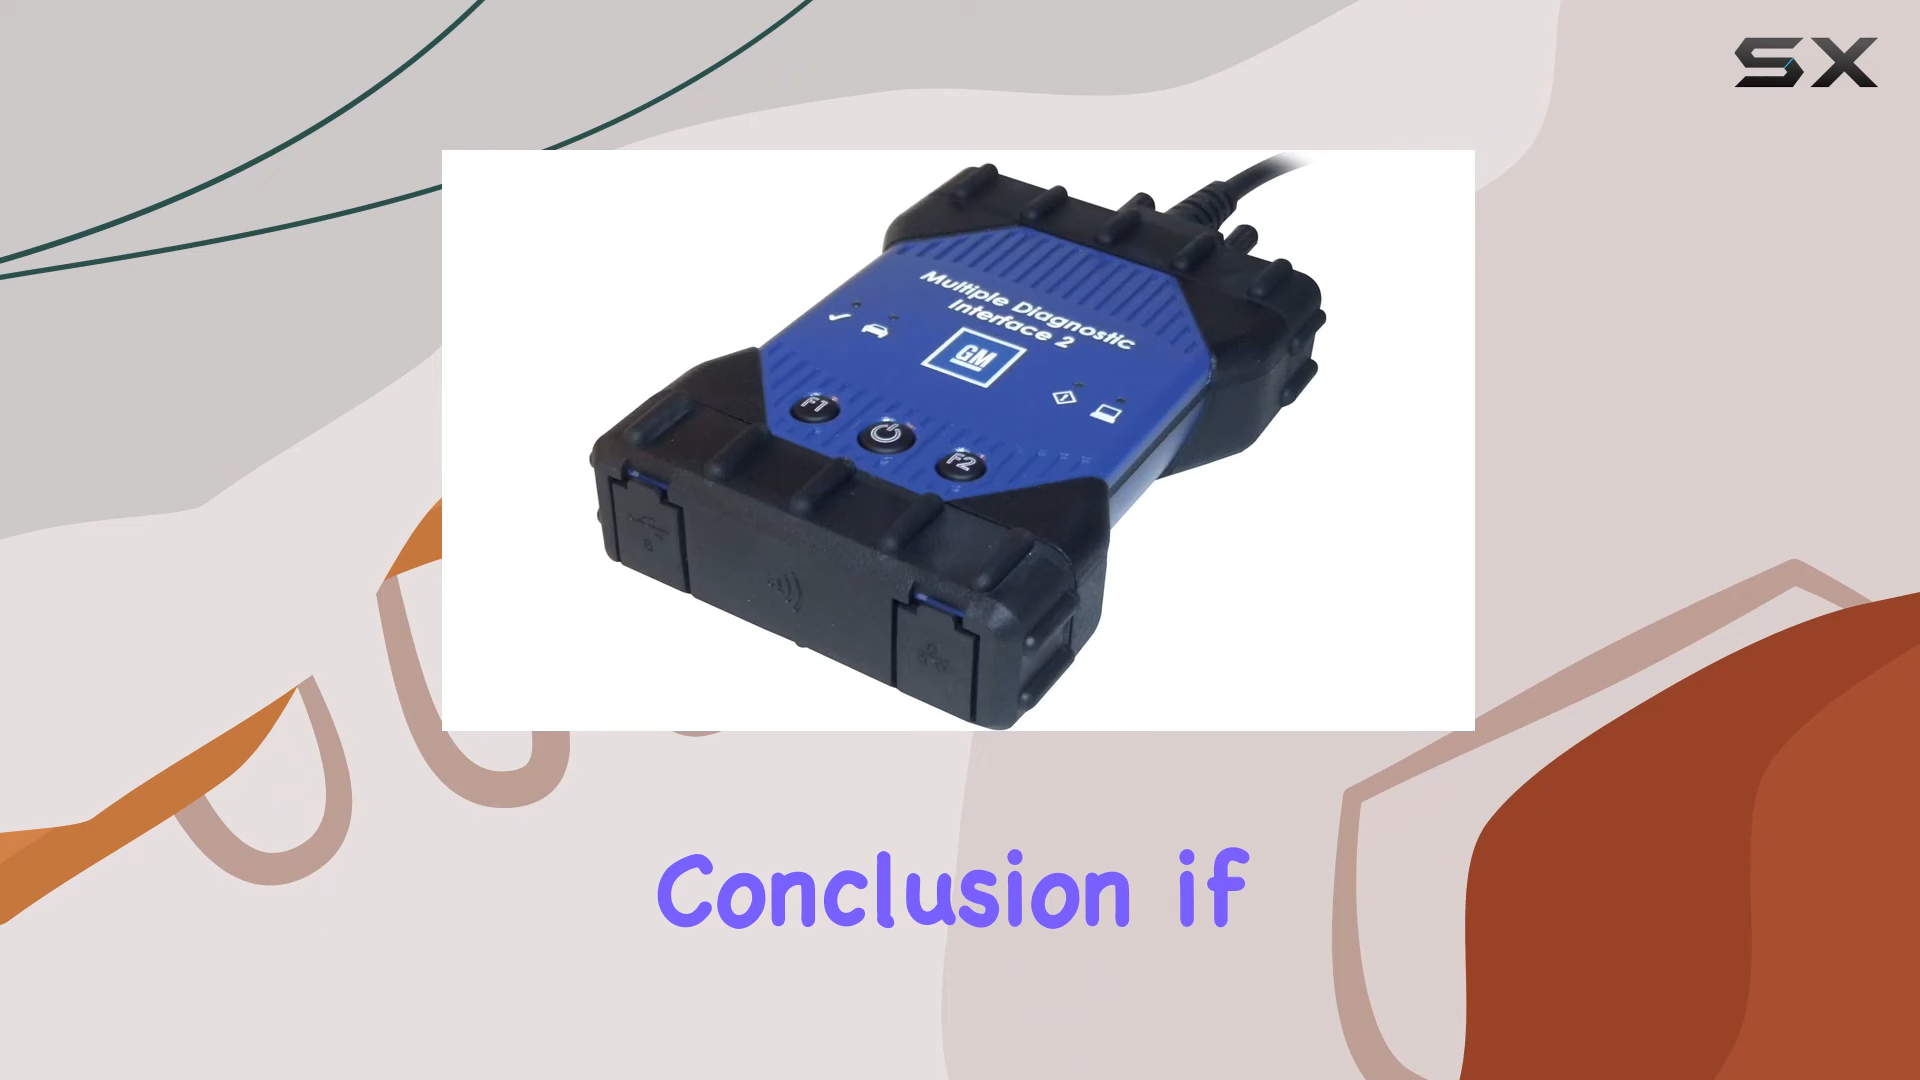 SX
Multiple Diagnostic
Interface 2
GM
F1
F2
Conclusion if